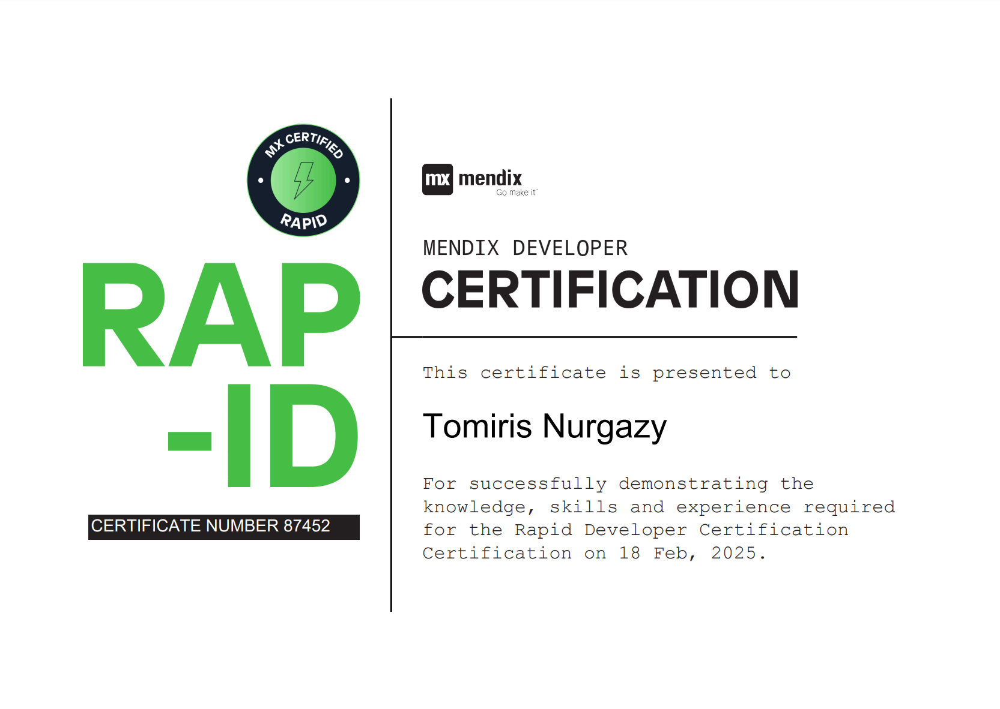 MX CERTIFIED
RAPID
RAP
-ID
CERTIFICATE NUMBER 87452
mx mendix
Go make it
MENDIX DEVELOPER
CERTIFICATION
This certificate is presented to
Tomiris Nurgazy
For successfully demonstrating the
knowledge, skills and experience required
for the Rapid Developer Certification
Certification on 18 Feb, 2025.